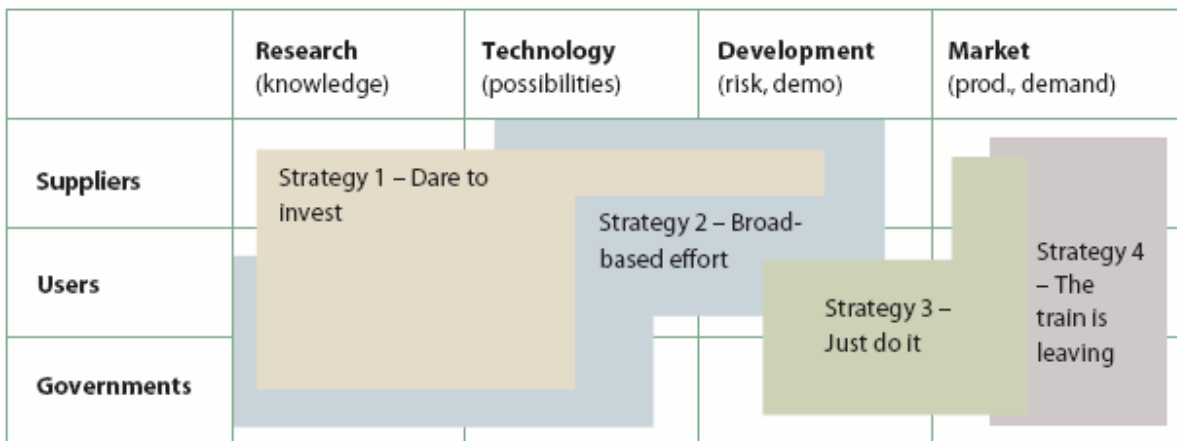 Research
(knowledge)
Technology
(possibilities)
Development
(risk, demo)
Market
(prod., demand)
Suppliers
Strategy 1 – Dare to
invest
Strategy 2 – Broad-
based effort
Users
Strategy 3 –
Just do it
Strategy 4
– The
train is
leaving
Governments